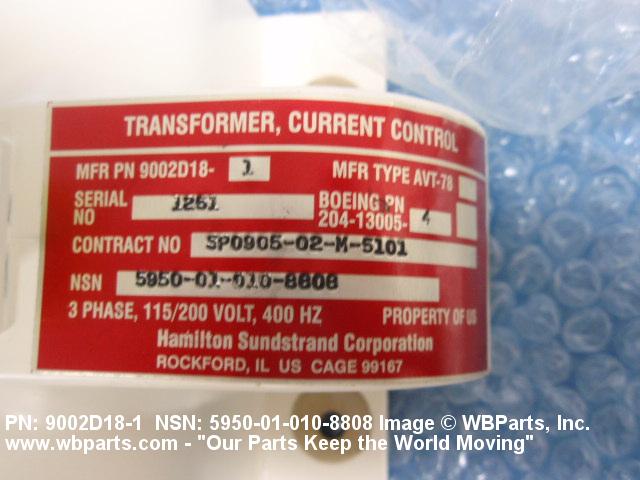 TRANSFORMER, CURRENT CONTROL
MFR PN 9002D18- 1 MFR TYPE AVT-78
SERIAL NO 1261
BOEING PN 204-13005- 4
CONTRACT NO SP0905-02-M-5101
NSN 5950-01-010-8808
3 PHASE, 115/200 VOLT, 400 HZ PROPERTY OF US
Hamilton Sundstrand Corporation
ROCKFORD, IL US CAGE 99167
PN: 9002D18-1 NSN: 5950-01-010-8808 Image © WBParts, Inc.
www.wbparts.com - "Our Parts Keep the World Moving"